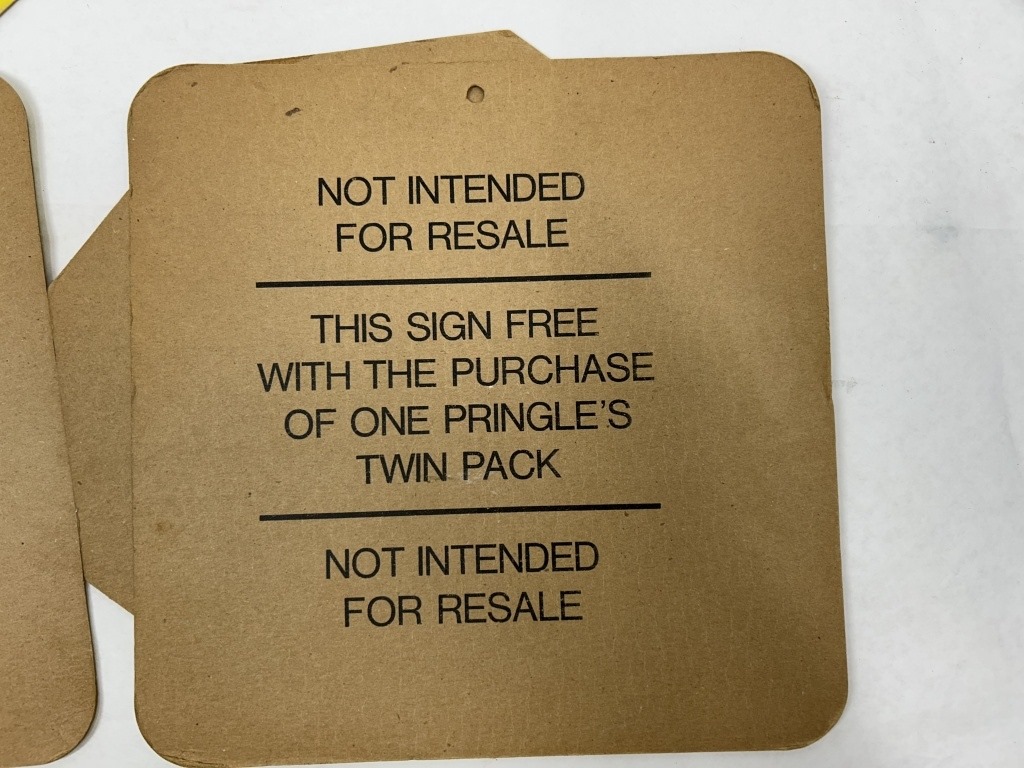 NOT INTENDED
FOR RESALE
THIS SIGN FREE
WITH THE PURCHASE
OF ONE PRINGLE'S
TWIN PACK
NOT INTENDED
FOR RESALE